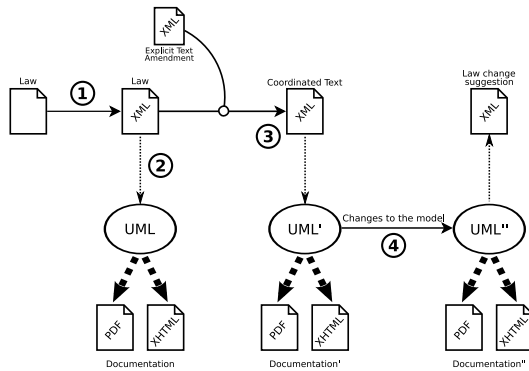 XML
Explicit Text
Amendment
Law
1
Law
XML
Coordinated Text
XML
3
Law change
suggestion
XML
2
UML
UML'
Changes to the model
4
UML"
PDF
XHTML
PDF
XHTML
PDF
XHTML
Documentation
Documentation'
Documentation"